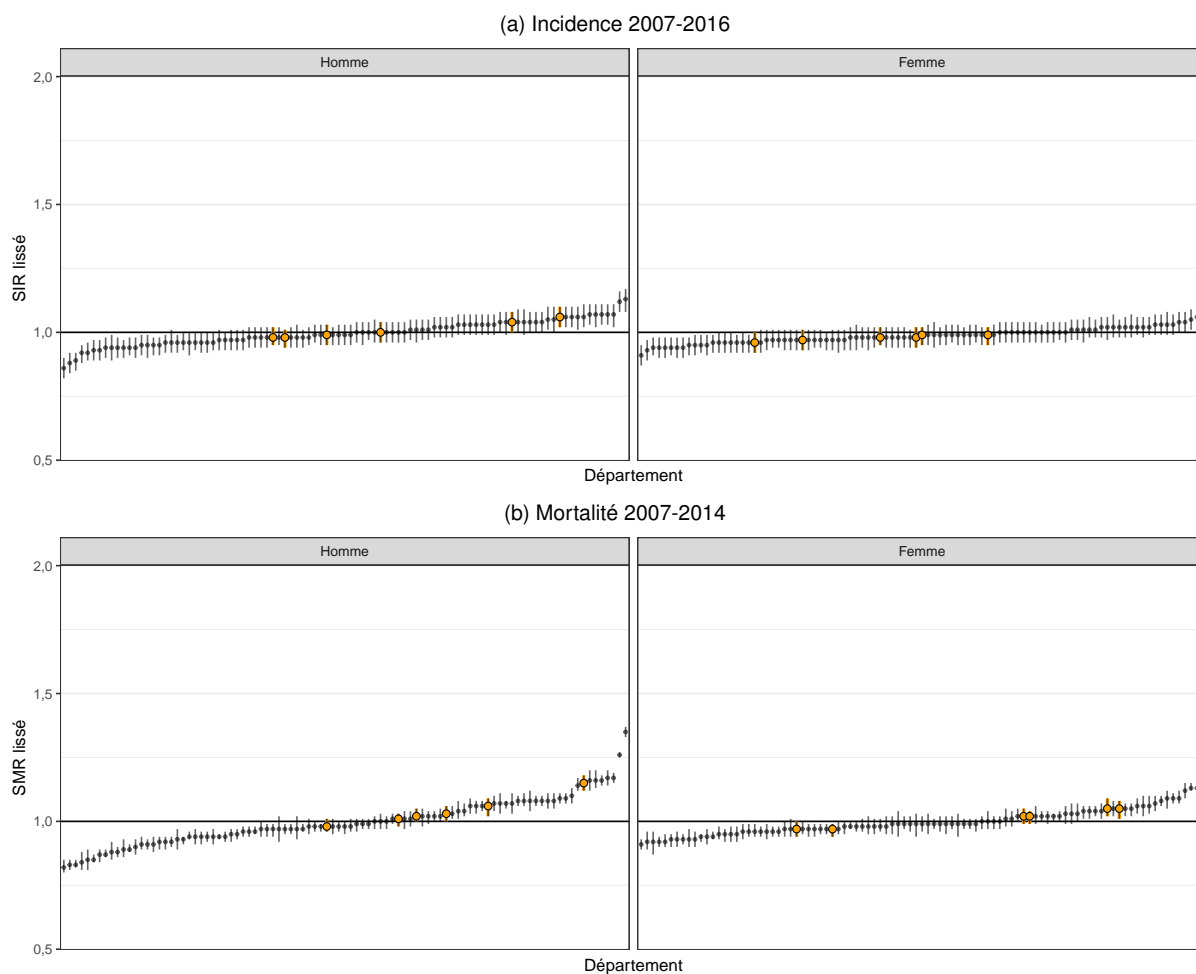 (a) Incidence 2007-2016
Homme
Femme
2,0
1,5
1,0
0,5
SIR lissé
Département
(b) Mortalité 2007-2014
Homme
Femme
2,0
1,5
1,0
0,5
SMR lissé
Département